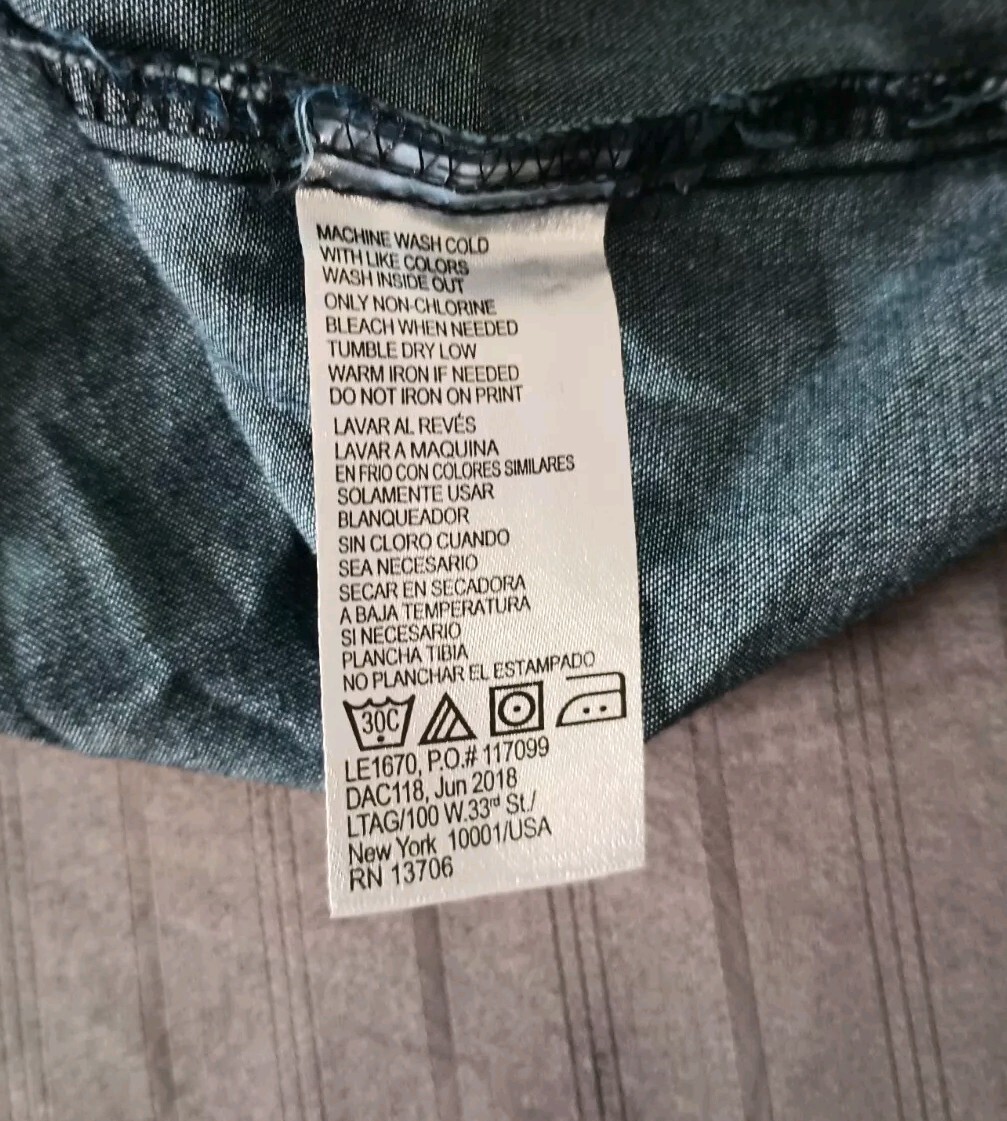 MACHINE WASH COLD
WITH LIKE COLORS
WASH INSIDE OUT
ONLY NON-CHLORINE
BLEACH WHEN NEEDED
TUMBLE DRY LOW
WARM IRON IF NEEDED
DO NOT IRON ON PRINT
LAVAR AL REVÉS
LAVAR A MAQUINA
EN FRIO CON COLORES SIMILARES
SOLAMENTE USAR
BLANQUEADOR
SIN CLORO CUANDO
SEA NECESARIO
SECAR EN SECADORA
A BAJA TEMPERATURA
SI NECESARIO
PLANCHA TIBIA
NO PLANCHAR EL ESTAMPADO
30C
LE1670, P.O.# 117099
DAC118, Jun 2018
LTAG/100 W.33rd St./
New York 10001/USA
RN 13706